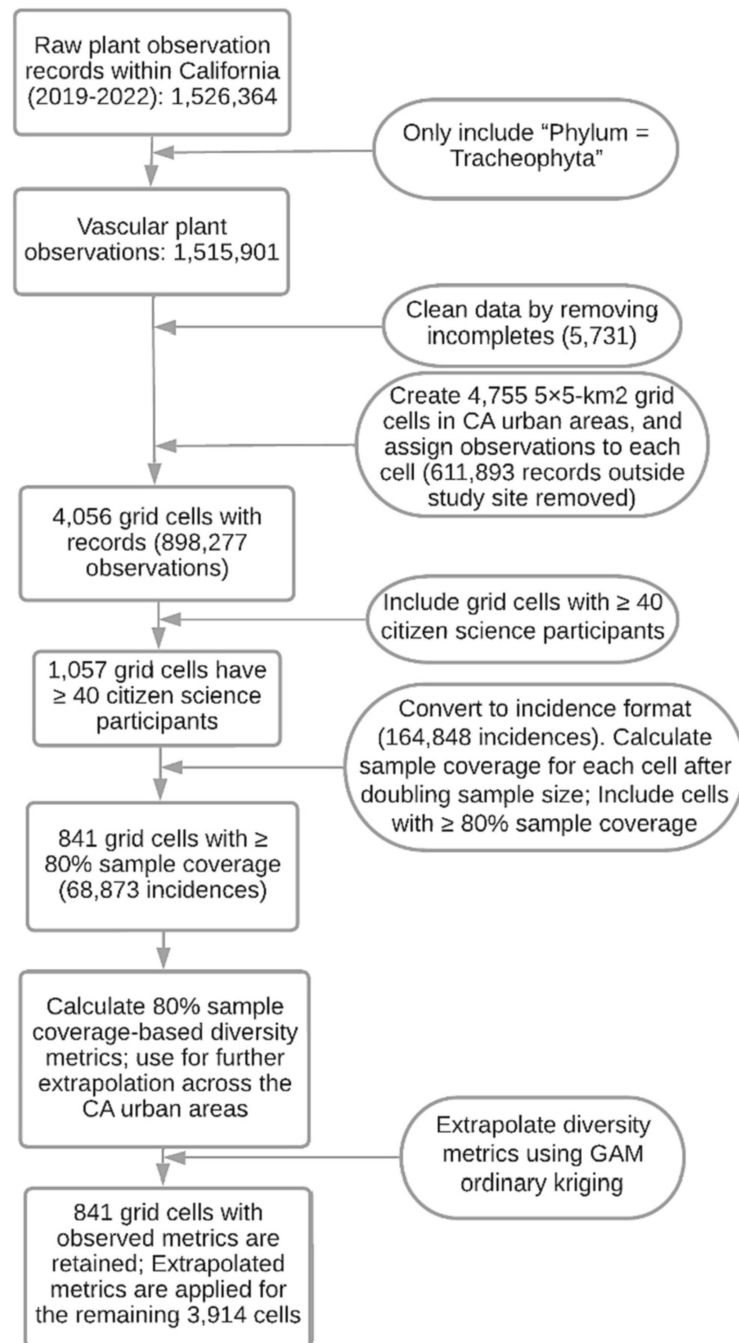 Raw plant observation
records within California
(2019-2022): 1,526,364
Only include “Phylum =
Tracheophyta”
Vascular plant
observations: 1,515,901
Clean data by removing
incompletes (5,731)
Create 4,755 5×5-km2 grid
cells in CA urban areas, and
assign observations to each
cell (611,893 records outside
study site removed)
4,056 grid cells with
records (898,277
observations)
Include grid cells with ≥ 40
citizen science participants
1,057 grid cells have
≥ 40 citizen science
participants
Convert to incidence format
(164,848 incidences). Calculate
sample coverage for each cell after
doubling sample size; Include cells
with ≥ 80% sample coverage
841 grid cells with ≥
80% sample coverage
(68,873 incidences)
Calculate 80% sample
coverage-based diversity
metrics; use for further
extrapolation across the
CA urban areas
Extrapolate diversity
metrics using GAM
ordinary kriging
841 grid cells with
observed metrics are
retained; Extrapolated
metrics are applied for
the remaining 3,914 cells